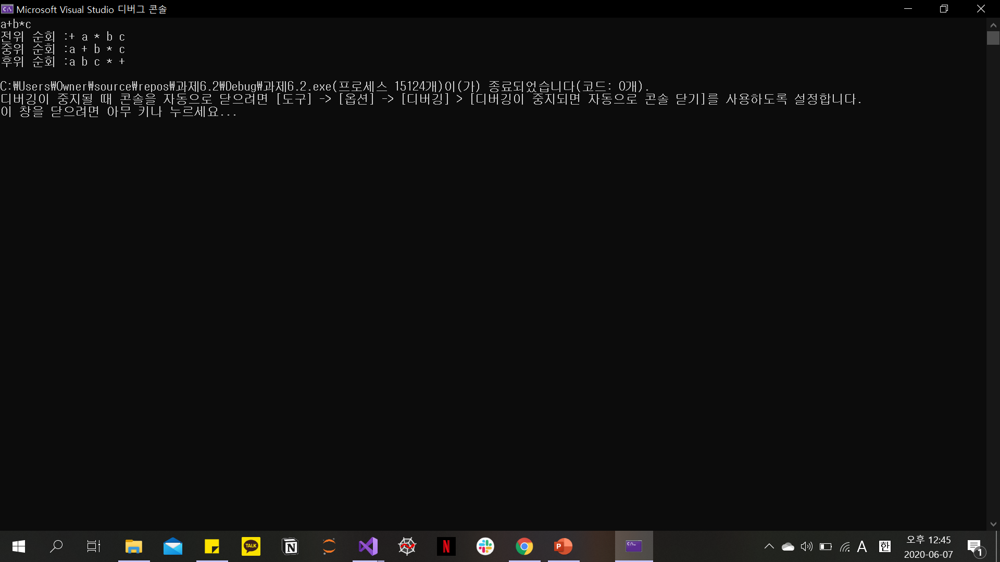 Microsoft Visual Studio 디버그 콘솔
a+b*c
전위 순회 :+ a * b c
중위 순회 :a + b * c
후위 순회 :a b c * +
C:₩Users₩Owner₩source₩repos₩과제6.2₩Debug₩과제6.2.exe(프로세스 15124개)이(가) 종료되었습니다(코드: 0개).
디버깅이 중지될 때 콘솔을 자동으로 닫으려면 [도구] -> [옵션] -> [디버깅] > [디버깅이 중지되면 자동으로 콘솔 닫기]를 사용하도록 설정합니다.
이 창을 닫으려면 아무 키나 누르세요...
TALK
N
N
P
A
한
오후 12:45
2020-06-07
1